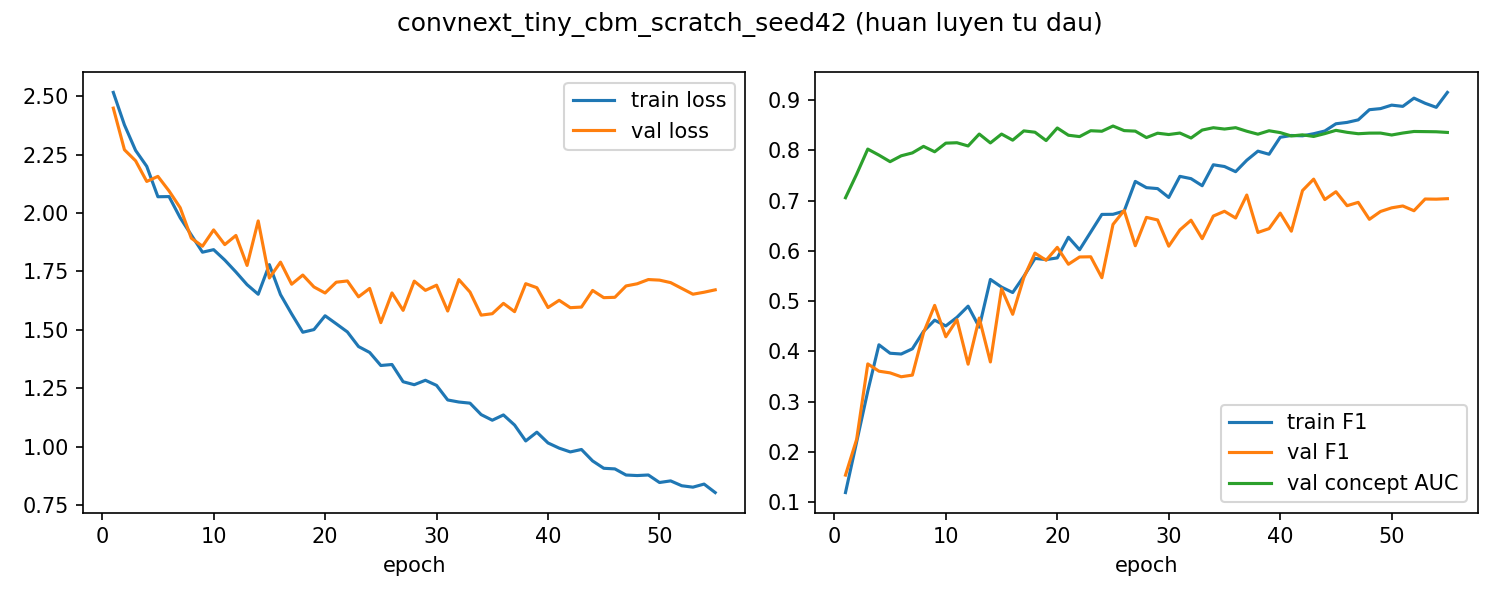 convnext_tiny_cbm_scratch_seed42 (huan luyen tu dau)
2.50
2.25
2.00
1.75
1.50
1.25
1.00
0.75
0 10 20 30 40 50
epoch
train loss
val loss
0.9
0.8
0.7
0.6
0.5
0.4
0.3
0.2
0.1
0 10 20 30 40 50
epoch
train F1
val F1
val concept AUC